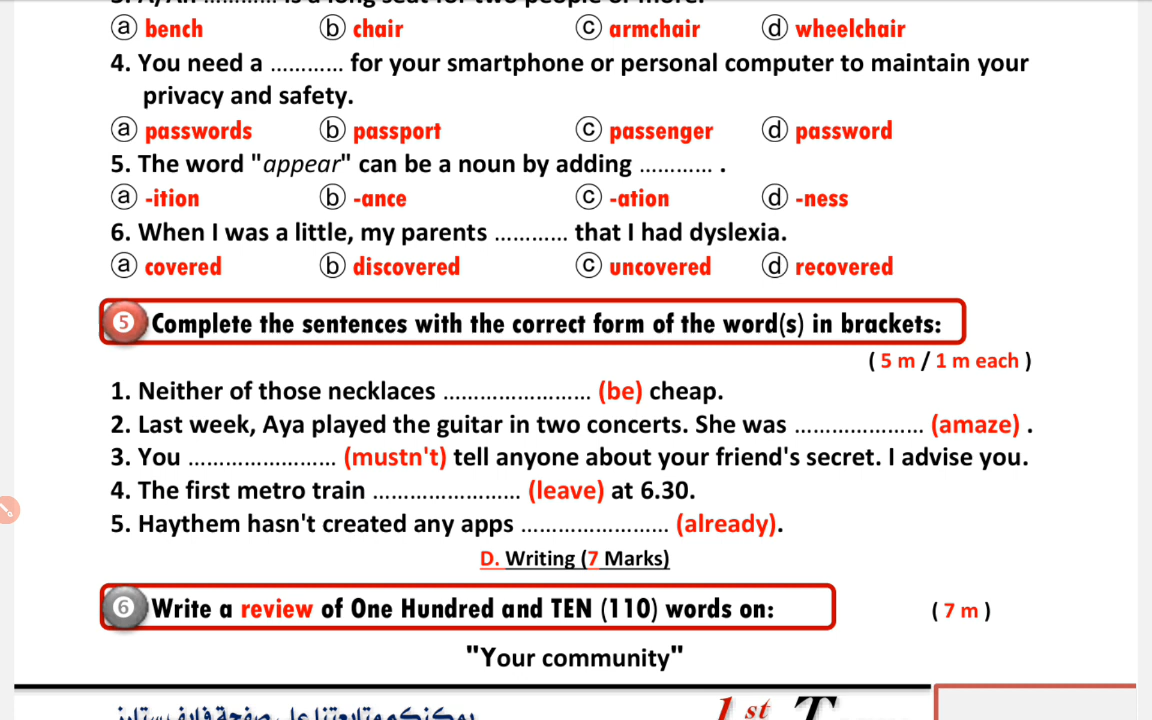 ⓐ bench ⓑ chair ⓒ armchair ⓓ wheelchair
4. You need a ............ for your smartphone or personal computer to maintain your
privacy and safety.
ⓐ passwords ⓑ passport ⓒ passenger ⓓ password
5. The word "appear" can be a noun by adding ............ .
ⓐ -ition ⓑ -ance ⓒ -ation ⓓ -ness
6. When I was a little, my parents ............ that I had dyslexia.
ⓐ covered ⓑ discovered ⓒ uncovered ⓓ recovered
5 Complete the sentences with the correct form of the word(s) in brackets:
( 5 m / 1 m each )
1. Neither of those necklaces ........................ (be) cheap.
2. Last week, Aya played the guitar in two concerts. She was ..................... (amaze) .
3. You ........................ (mustn't) tell anyone about your friend's secret. I advise you.
4. The first metro train ........................ (leave) at 6.30.
5. Haythem hasn't created any apps ........................ (already).
D. Writing (7 Marks)
6 Write a review of One Hundred and TEN (110) words on: ( 7 m )
"Your community"
1 st